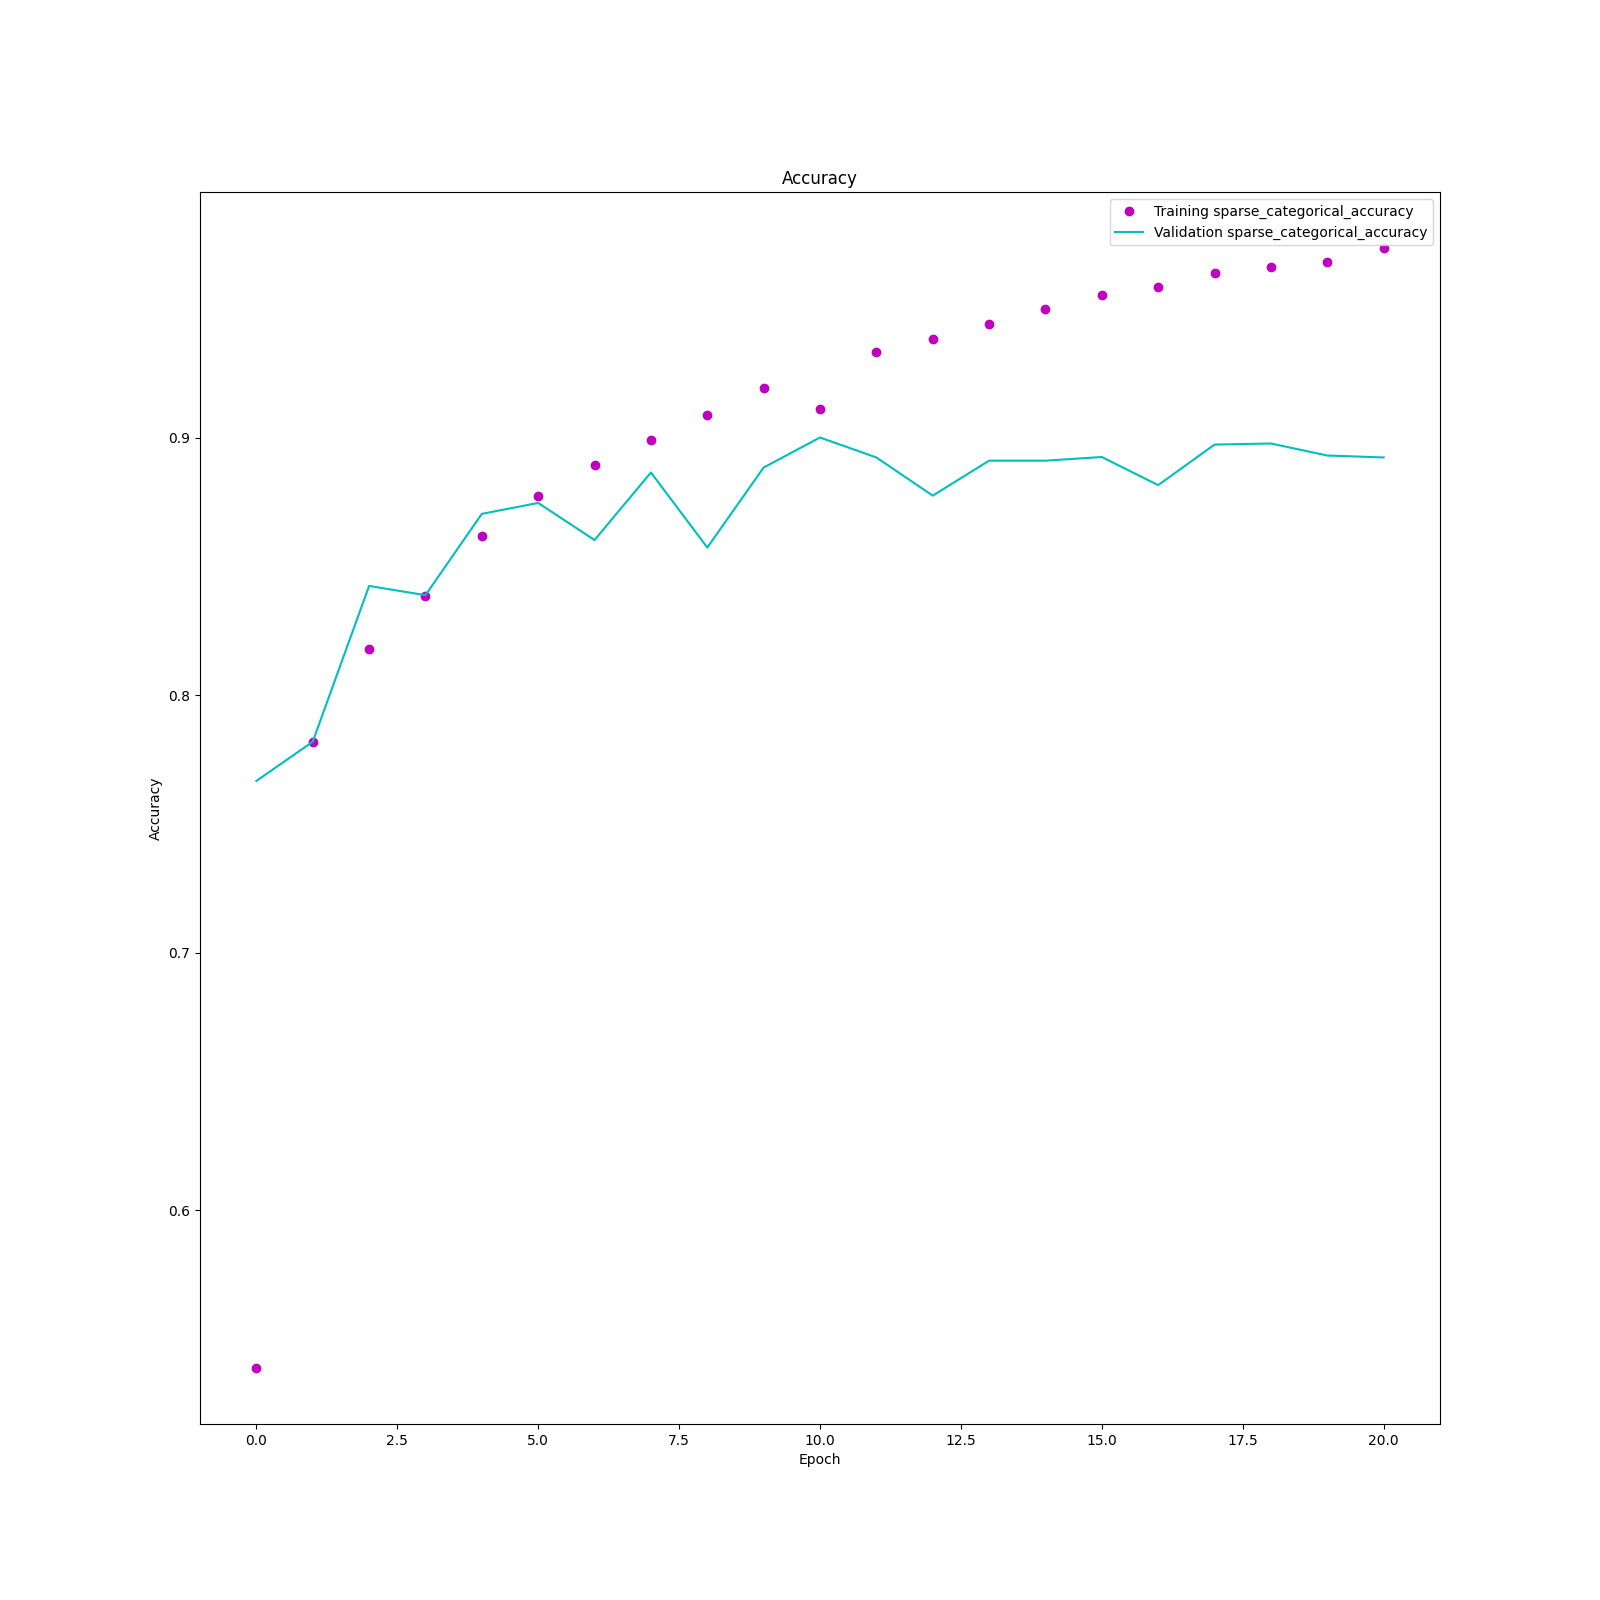 Accuracy
Training sparse_categorical_accuracy
Validation sparse_categorical_accuracy
0.9
0.8
0.7
0.6
Accuracy
0.0 2.5 5.0 7.5 10.0 12.5 15.0 17.5 20.0
Epoch